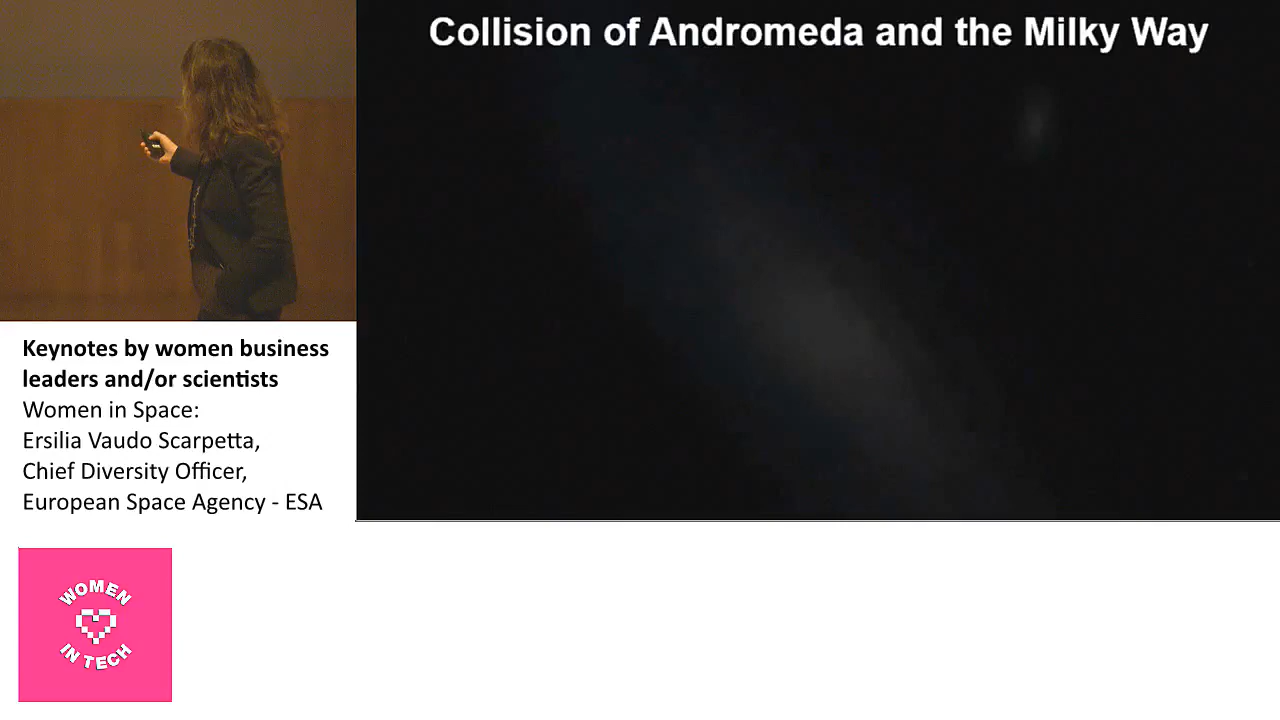 Collision of Andromeda and the Milky Way
Keynotes by women business
leaders and/or scientists
Women in Space:
Ersilia Vaudo Scarpetta,
Chief Diversity Officer,
European Space Agency - ESA
WOMEN
IN TECH